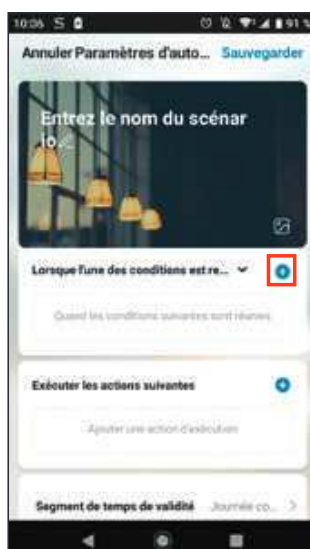 10:06 S 91 %
Annuler Paramètres d'auto... Sauvegarder
Entrez le nom du scénar
io
Lorsque l'une des conditions est re...
Quand les conditions suivantes sont réunies
Exécuter les actions suivantes
Ajouter une action d'exécution
Segment de temps de validité Journée co...